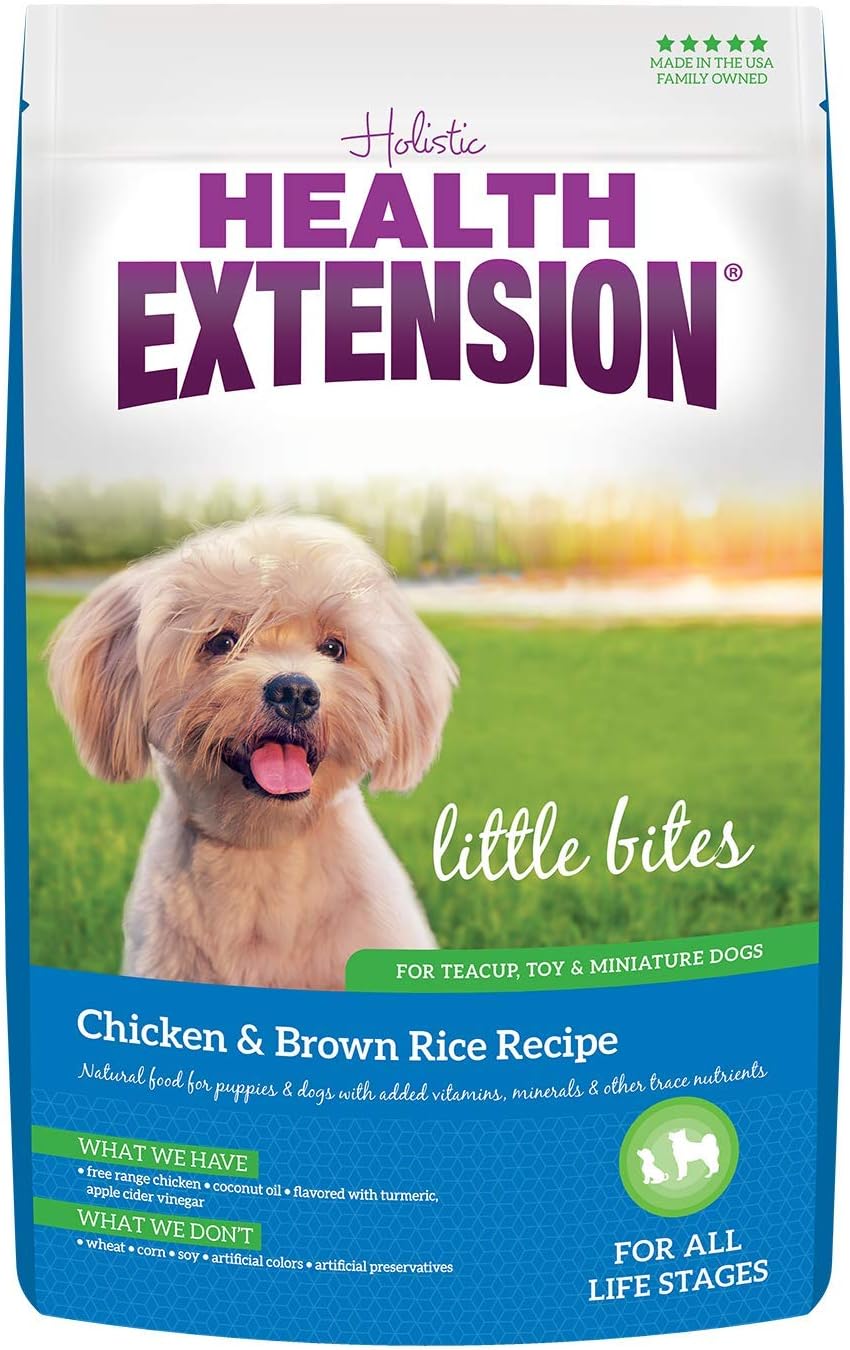 ★★★★★
MADE IN THE USA
FAMILY OWNED
Holistic
HEALTH
EXTENSION®
little bites
FOR TEACUP, TOY & MINIATURE DOGS
Chicken & Brown Rice Recipe
Natural food for puppies & dogs with added vitamins, minerals & other trace nutrients
WHAT WE HAVE
• free range chicken • coconut oil • flavored with turmeric,
apple cider vinegar
WHAT WE DON'T
• wheat • corn • soy • artificial colors • artificial preservatives
FOR ALL
LIFE STAGES